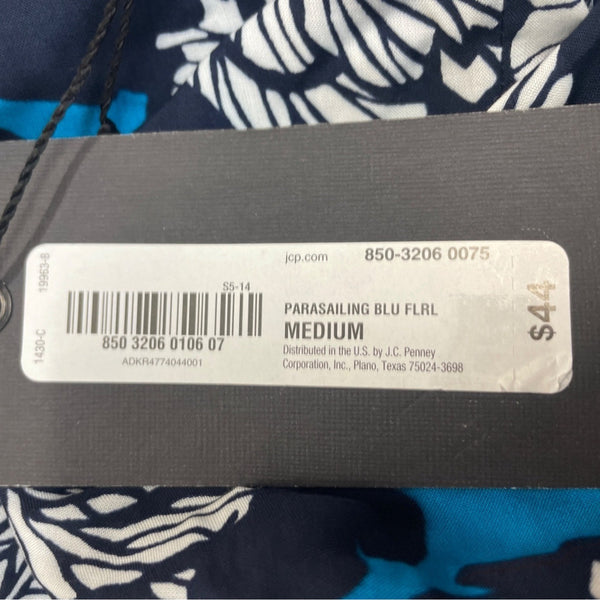 19963-8
1430-C
S5-14
850 3206 0106 07
ADKR4774044001
jcp.com 850-3206 0075
PARASAILING BLU FLRL
MEDIUM
Distributed in the U.S. by J.C. Penney
Corporation, Inc., Plano, Texas 75024-3698
$44